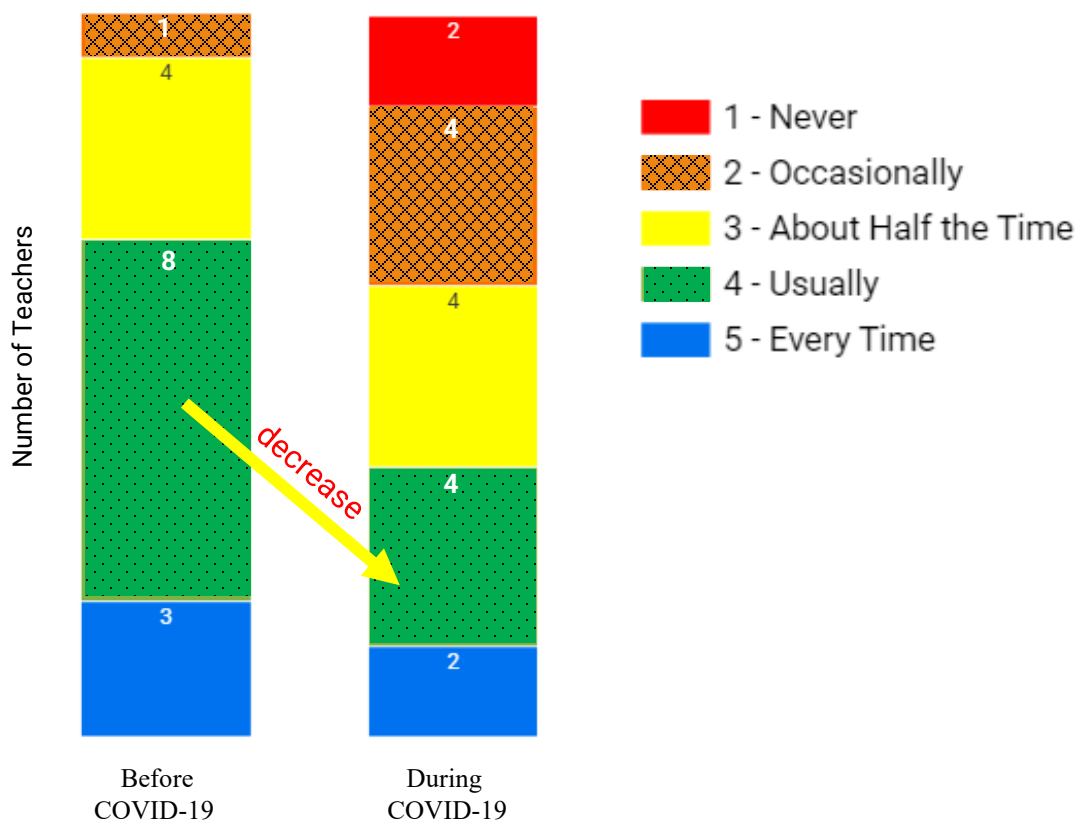 Number of Teachers
1
4
8
3
Before
COVID-19
decrease
2
4
4
4
2
During
COVID-19
1 - Never
2 - Occasionally
3 - About Half the Time
4 - Usually
5 - Every Time